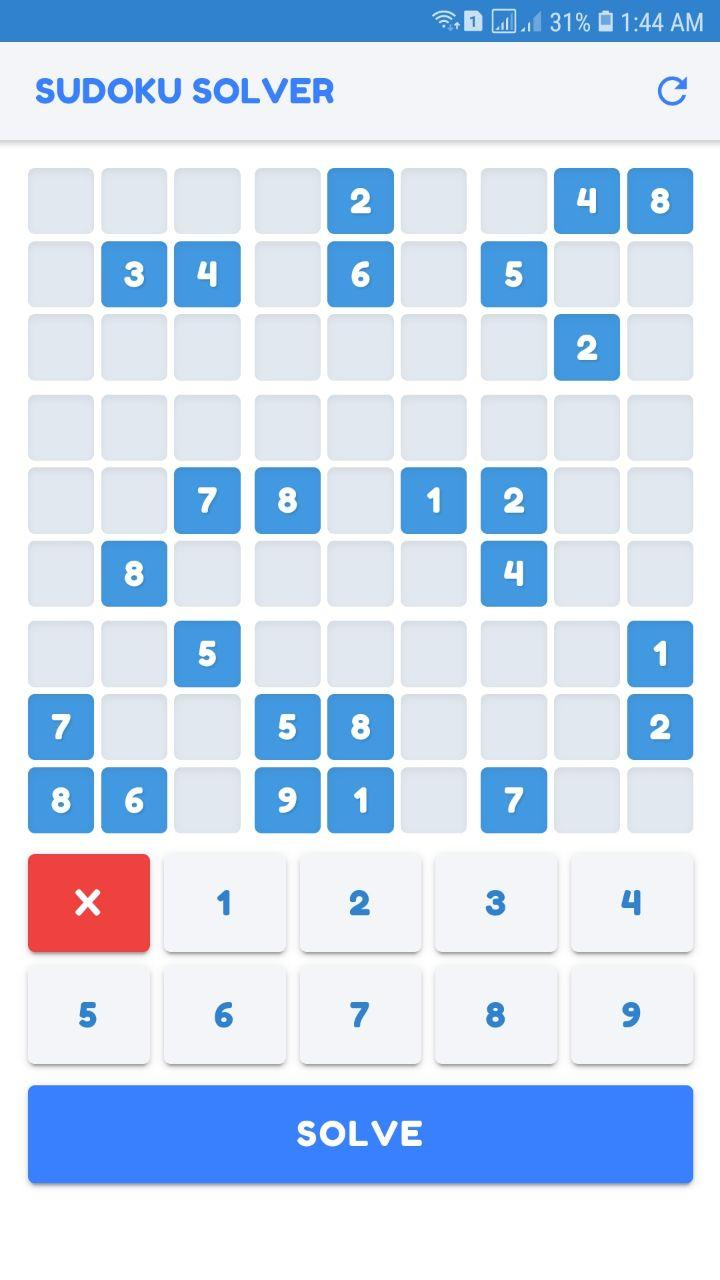 1 31% 1:44 AM
SUDOKU SOLVER
2 4 8
3 4 6 5
2
7 8 1 2
8 4
5 1
7 5 8 2
8 6 9 1 7
× 1 2 3 4
5 6 7 8 9
SOLVE